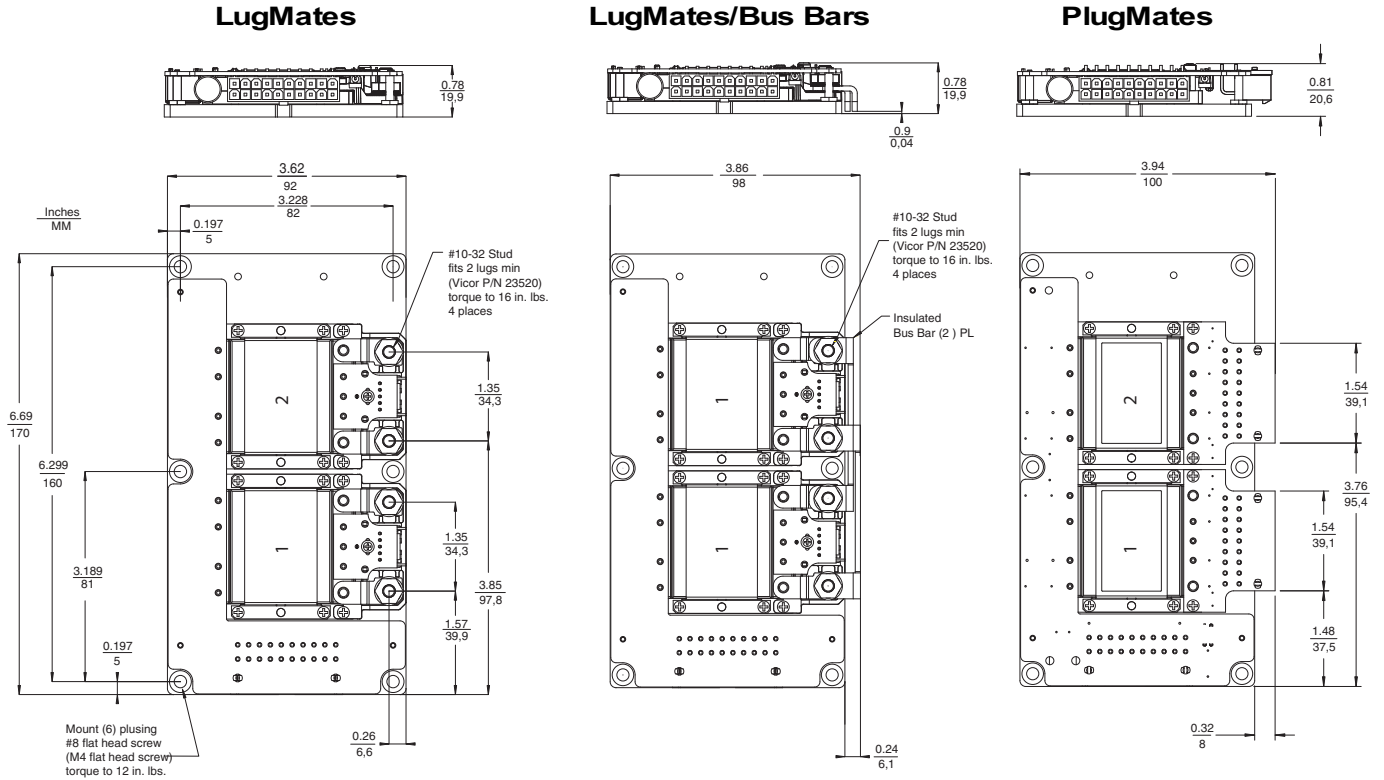 LugMates
LugMates/Bus Bars
PlugMates
0.78
19,9
0.78
19,9
0.9
0,04
0.81
20,6
3.62
92
3.228
82
0.197
5
Inches
MM
#10-32 Stud
fits 2 lugs min
(Vicor P/N 23520)
torque to 16 in. lbs.
4 places
6.69
170
6.299
160
3.189
81
0.197
5
2
1
1.35
34,3
1.35
34,3
3.85
97,8
1.57
39,9
0.26
6,6
Mount (6) plusing
#8 flat head screw
(M4 flat head screw)
torque to 12 in. lbs.
3.86
98
#10-32 Stud
fits 2 lugs min
(Vicor P/N 23520)
torque to 16 in. lbs.
4 places
Insulated
Bus Bar (2 ) PL
1
1
0.24
6,1
3.94
100
2
1
1.54
39,1
1.54
39,1
3.76
95,4
1.48
37,5
0.32
8